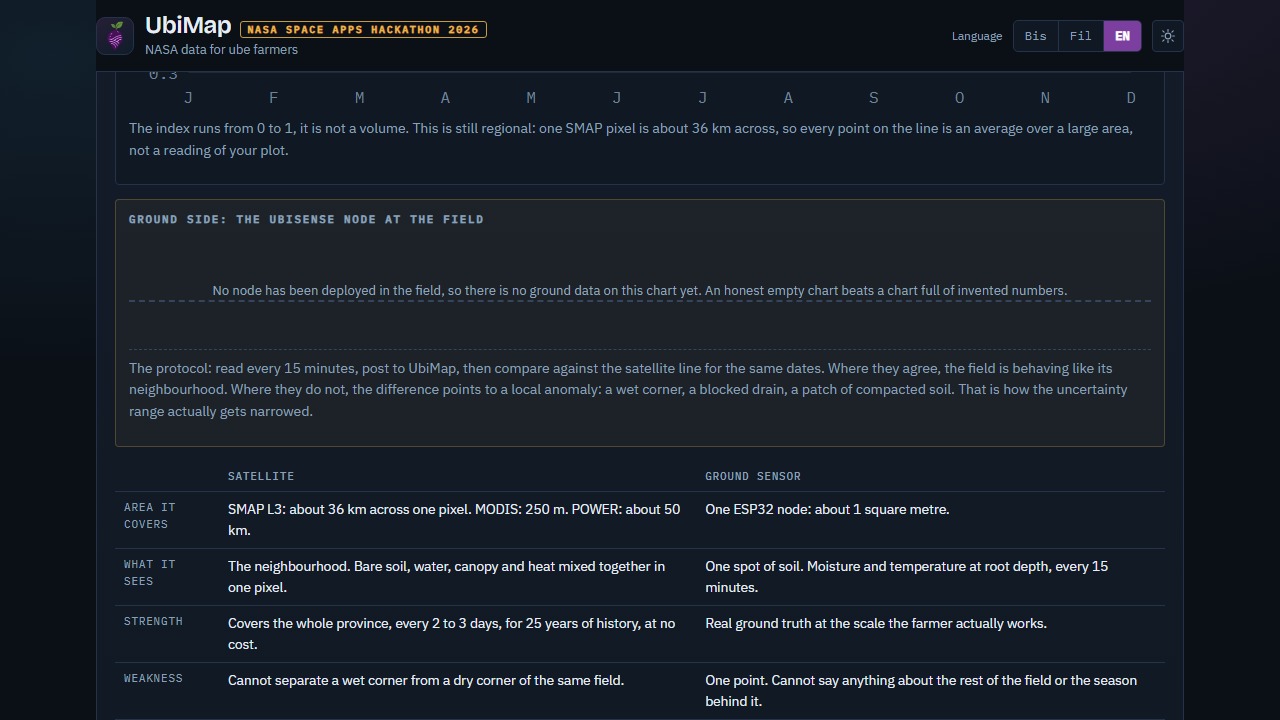 UbiMap NASA SPACE APPS HACKATHON 2026
NASA data for ube farmers
Language Bis Fil EN
0.3
J F M A M J J A S O N D
The index runs from 0 to 1, it is not a volume. This is still regional: one SMAP pixel is about 36 km across, so every point on the line is an average over a large area,
not a reading of your plot.
GROUND SIDE: THE UBISENSE NODE AT THE FIELD
No node has been deployed in the field, so there is no ground data on this chart yet. An honest empty chart beats a chart full of invented numbers.
The protocol: read every 15 minutes, post to UbiMap, then compare against the satellite line for the same dates. Where they agree, the field is behaving like its
neighbourhood. Where they do not, the difference points to a local anomaly: a wet corner, a blocked drain, a patch of compacted soil. That is how the uncertainty
range actually gets narrowed.
SATELLITE GROUND SENSOR
AREA IT
COVERS
SMAP L3: about 36 km across one pixel. MODIS: 250 m. POWER: about 50
km.
One ESP32 node: about 1 square metre.
WHAT IT
SEES
The neighbourhood. Bare soil, water, canopy and heat mixed together in
one pixel.
One spot of soil. Moisture and temperature at root depth, every 15
minutes.
STRENGTH
Covers the whole province, every 2 to 3 days, for 25 years of history, at no
cost.
Real ground truth at the scale the farmer actually works.
WEAKNESS
Cannot separate a wet corner from a dry corner of the same field.
One point. Cannot say anything about the rest of the field or the season
behind it.